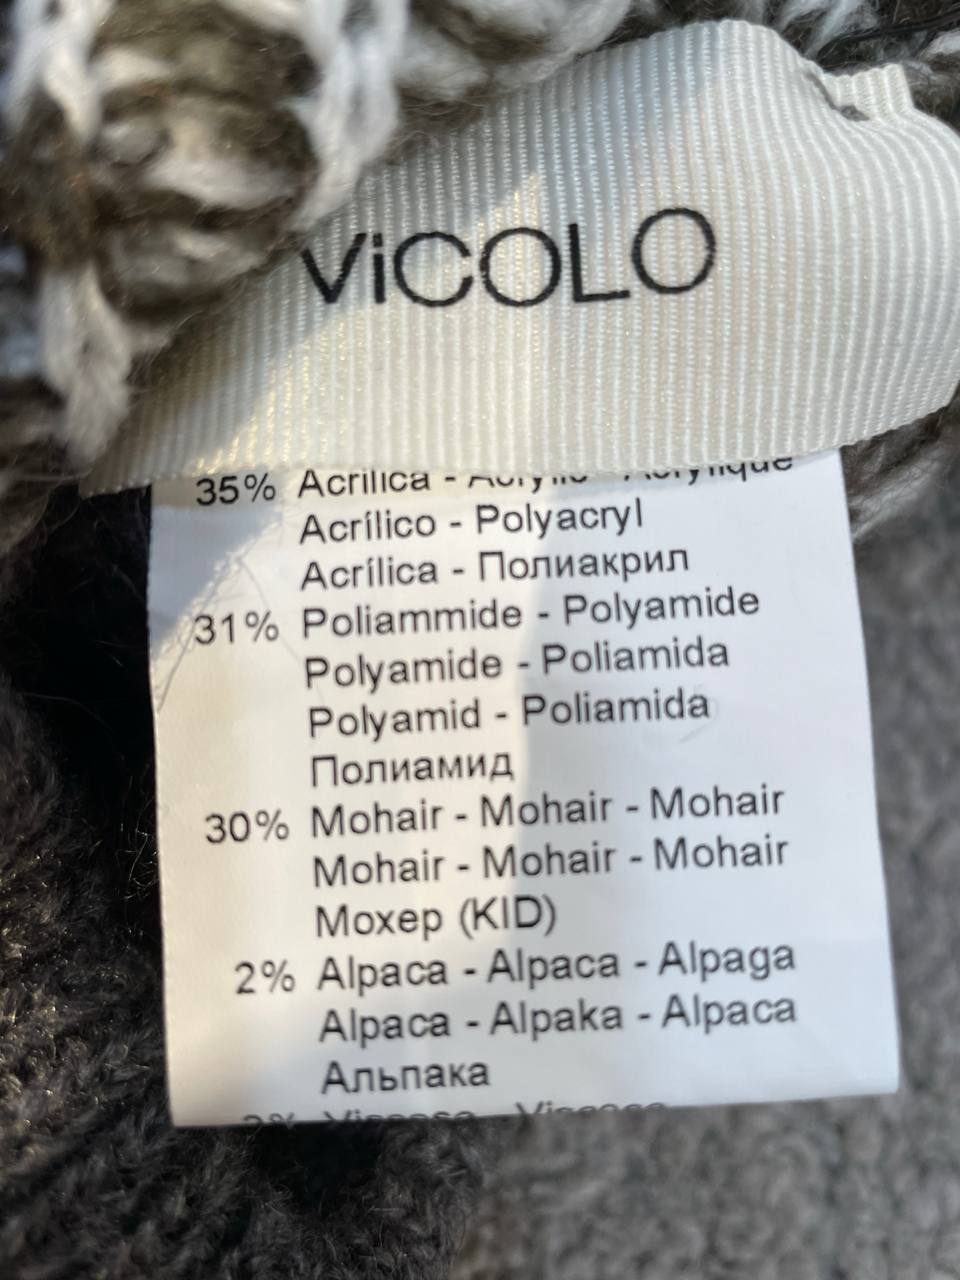 ViCOLO
35% Acrilica - Acrylic - Acrylique
Acrílico - Polyacryl
Acrílica - Полиакрил
31% Poliammide - Polyamide
Polyamide - Poliamida
Polyamid - Poliamida
Полиамид
30% Mohair - Mohair - Mohair
Mohair - Mohair - Mohair
Мохер (KID)
2% Alpaca - Alpaca - Alpaga
Alpaca - Alpaka - Alpaca
Альпака